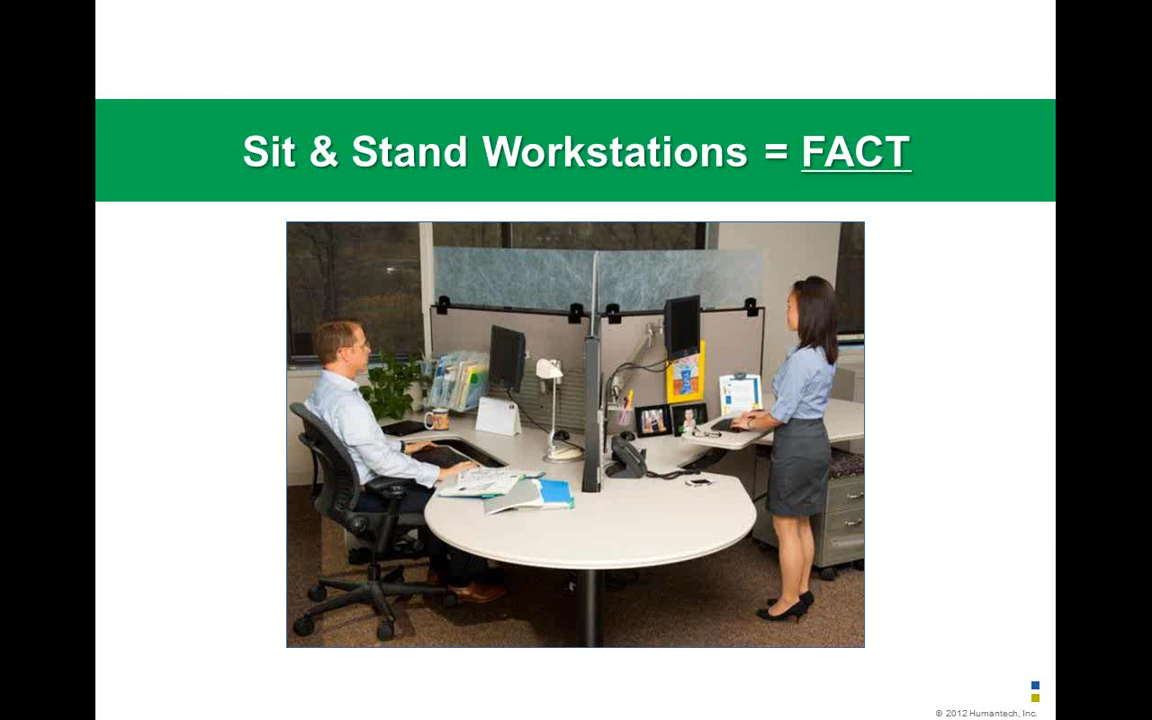 Sit & Stand Workstations = FACT
© 2012 Humantech, Inc.